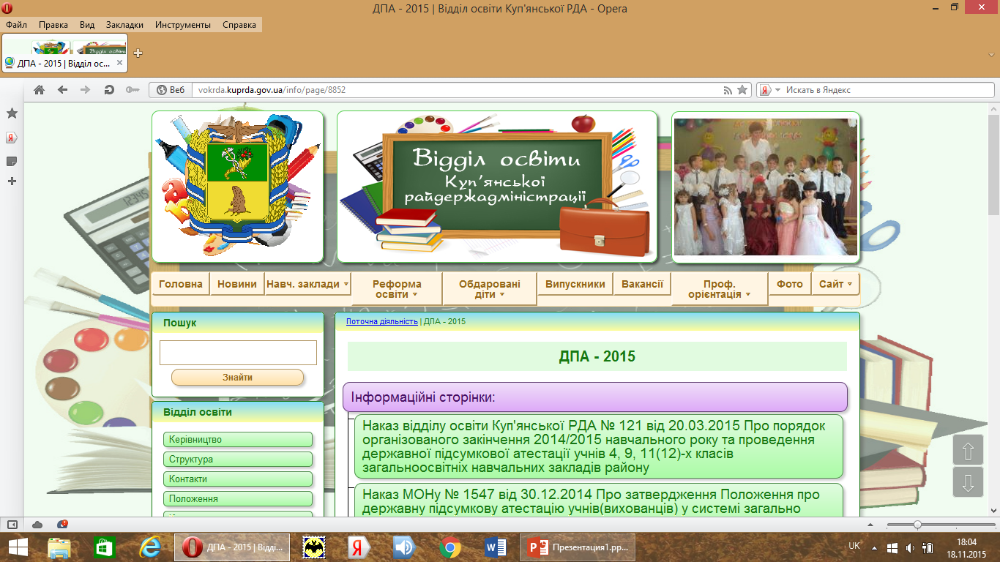 ДПА - 2015 | Відділ освіти Куп'янської РДА - Opera
Файл Правка Вид Закладки Инструменты Справка
ДПА - 2015 | Відділ ос...
Веб vokrda.kuprda.gov.ua/info/page/8852 Искать в Яндекс
Відділ освіти
Куп'янської
райдержадміністрації
Головна Новини Навч. заклади Реформа освіти Обдаровані діти Випускники Вакансії Проф. орієнтація Фото Сайт
Пошук
Знайти
Відділ освіти
Керівництво
Структура
Контакти
Положення
Поточна діяльність | ДПА - 2015
ДПА - 2015
Інформаційні сторінки:
Наказ відділу освіти Куп'янської РДА № 121 від 20.03.2015 Про порядок
організованого закінчення 2014/2015 навчального року та проведення
державної підсумкової атестації учнів 4, 9, 11(12)-х класів
загальноосвітніх навчальних закладів району
Наказ МОНу № 1547 від 30.12.2014 Про затвердження Положення про
державну підсумкову атестацію учнів(вихованців) у системі загально
ДПА - 2015 | Відді...
Презентация1.pp...
UK
18:04
18.11.2015